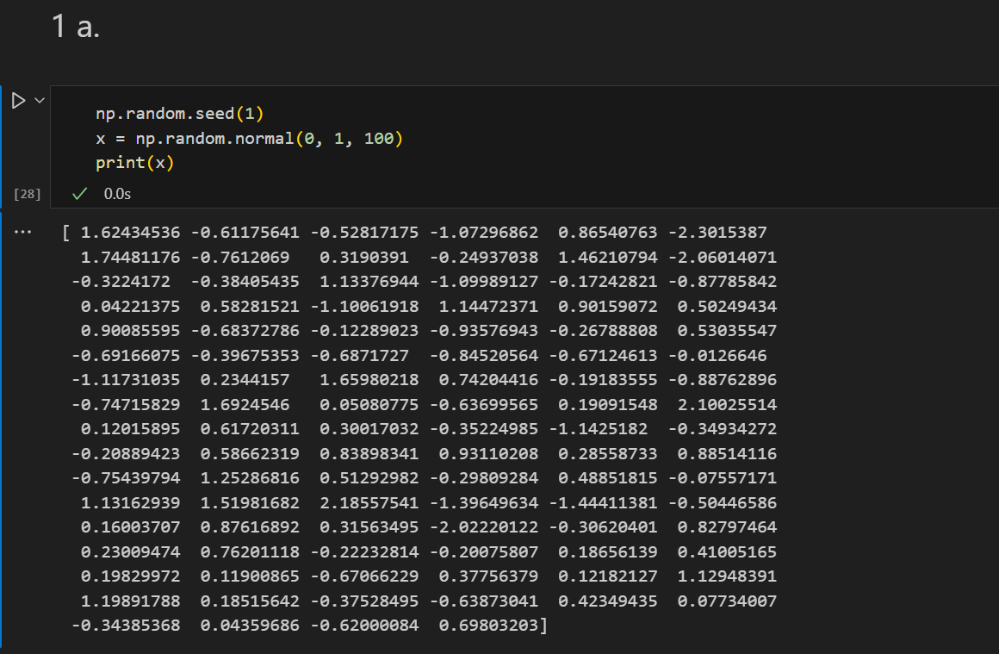 1 a.
np.random.seed(1)
x = np.random.normal(0, 1, 100)
print(x)
[28]
0.0s
...
[ 1.62434536 -0.61175641 -0.52817175 -1.07296862  0.86540763 -2.3015387
  1.74481176 -0.7612069   0.3190391  -0.24937038  1.46210794 -2.06014071
 -0.3224172  -0.38405435  1.13376944 -1.09989127 -0.17242821 -0.87785842
  0.04221375  0.58281521 -1.10061918  1.14472371  0.90159072  0.50249434
  0.90085595 -0.68372786 -0.12289023 -0.93576943 -0.26788808  0.53035547
 -0.69166075 -0.39675353 -0.6871727  -0.84520564 -0.67124613 -0.0126646
 -1.11731035  0.2344157   1.65980218  0.74204416 -0.19183555 -0.88762896
 -0.74715829  1.6924546   0.05080775 -0.63699565  0.19091548  2.10025514
  0.12015895  0.61720311  0.30017032 -0.35224985 -1.1425182  -0.34934272
 -0.20889423  0.58662319  0.83898341  0.93110208  0.28558733  0.88514116
 -0.75439794  1.25286816  0.51292982 -0.29809284  0.48851815 -0.07557171
  1.13162939  1.51981682  2.18557541 -1.39649634 -1.44411381 -0.50446586
  0.16003707  0.87616892  0.31563495 -2.02220122 -0.30620401  0.82797464
  0.23009474  0.76201118 -0.22232814 -0.20075807  0.18656139  0.41005165
  0.19829972  0.11900865 -0.67066229  0.37756379  0.12182127  1.12948391
  1.19891788  0.18515642 -0.37528495 -0.63873041  0.42349435  0.07734007
 -0.34385368  0.04359686 -0.62000084  0.69803203]